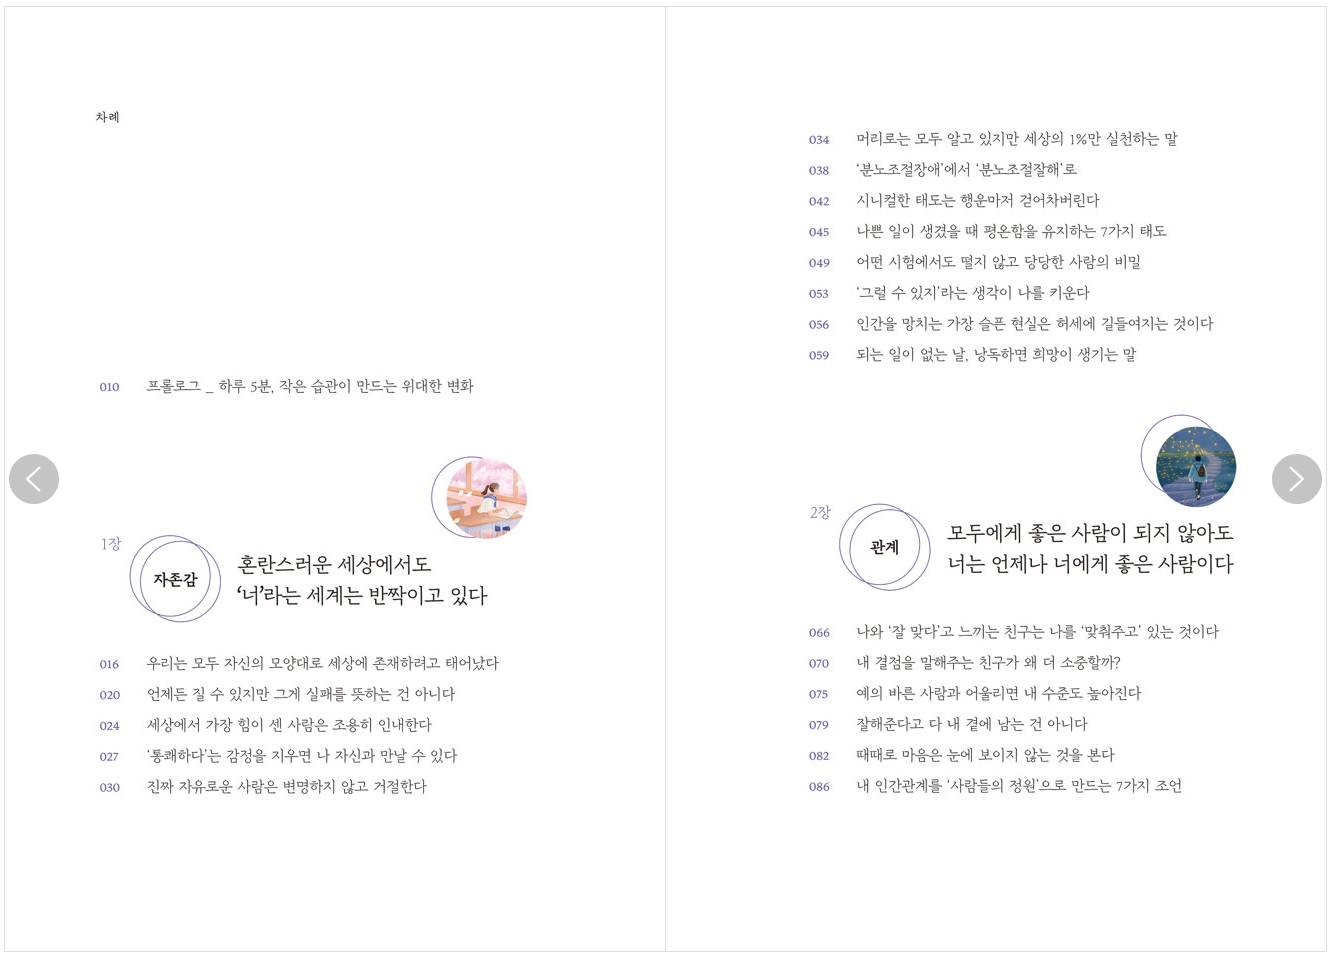 차례
010 프롤로그 _ 하루 5분, 작은 습관이 만드는 위대한 변화
1장
자존감
혼란스러운 세상에서도
‘너’라는 세계는 반짝이고 있다
016 우리는 모두 자신의 모양대로 세상에 존재하려고 태어났다
020 언제든 질 수 있지만 그게 실패를 뜻하는 건 아니다
024 세상에서 가장 힘이 센 사람은 조용히 인내한다
027 ‘통쾌하다’는 감정을 지우면 나 자신과 만날 수 있다
030 진짜 자유로운 사람은 변명하지 않고 거절한다
034 머리로는 모두 알고 있지만 세상의 1%만 실천하는 말
038 ‘분노조절장애’에서 ‘분노조절잘해’로
042 시니컬한 태도는 행운마저 걷어차버린다
045 나쁜 일이 생겼을 때 평온함을 유지하는 7가지 태도
049 어떤 시험에서도 떨지 않고 당당한 사람의 비밀
053 ‘그럴 수 있지’라는 생각이 나를 키운다
056 인간을 망치는 가장 슬픈 현실은 허세에 길들여지는 것이다
059 되는 일이 없는 날, 낭독하면 희망이 생기는 말
2장
관계
모두에게 좋은 사람이 되지 않아도
너는 언제나 너에게 좋은 사람이다
066 나와 ‘잘 맞다’고 느끼는 친구는 나를 ‘맞춰주고’ 있는 것이다
070 내 결점을 말해주는 친구가 왜 더 소중할까?
075 예의 바른 사람과 어울리면 내 수준도 높아진다
079 잘해준다고 다 내 곁에 남는 건 아니다
082 때때로 마음은 눈에 보이지 않는 것을 본다
086 내 인간관계를 ‘사람들의 정원’으로 만드는 7가지 조언